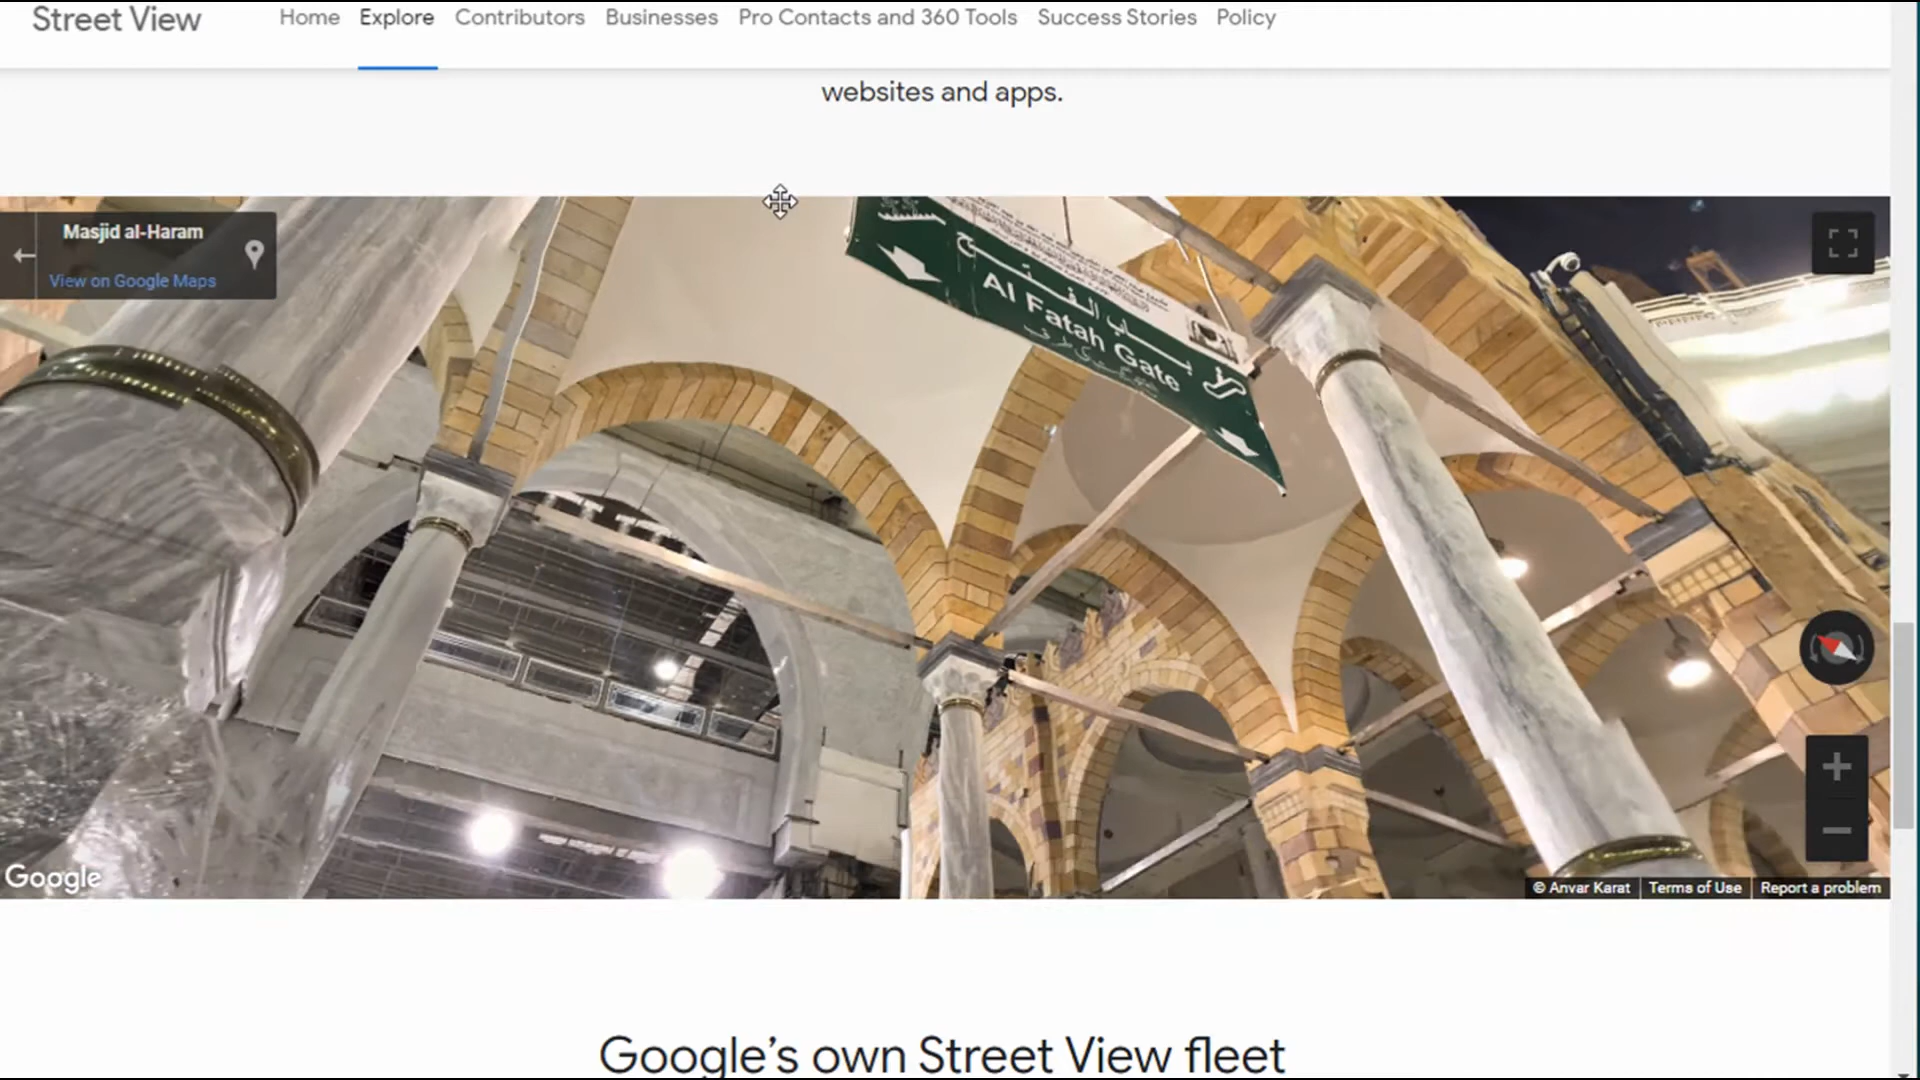 Street View
Home Explore Contributors Businesses Pro Contacts and 360 Tools Success Stories Policy
websites and apps.
Masjid al-Haram
View on Google Maps
بـــاب الفـــتـــح
Al Fatah Gate
Google
© Anvar Karat Terms of Use Report a problem
Google’s own Street View fleet